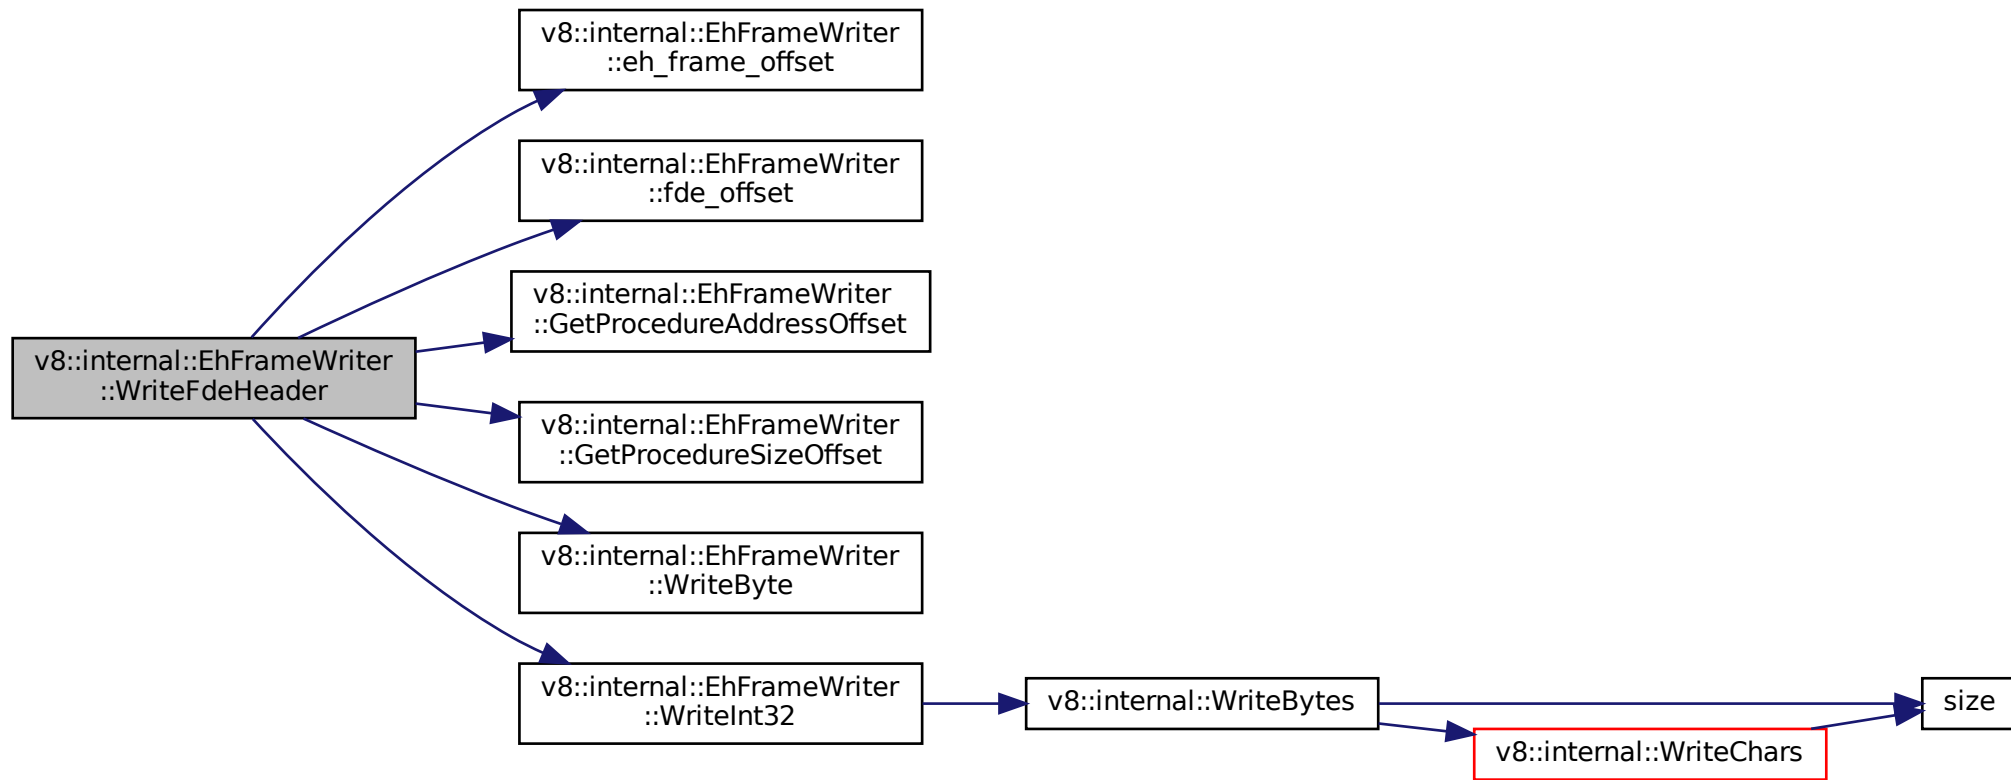 v8::internal::EhFrameWriter
::eh_frame_offset
v8::internal::EhFrameWriter
::fde_offset
v8::internal::EhFrameWriter
::GetProcedureAddressOffset
v8::internal::EhFrameWriter
::WriteFdeHeader
v8::internal::EhFrameWriter
::GetProcedureSizeOffset
v8::internal::EhFrameWriter
::WriteByte
v8::internal::EhFrameWriter
::WriteInt32
v8::internal::WriteBytes
size
v8::internal::WriteChars